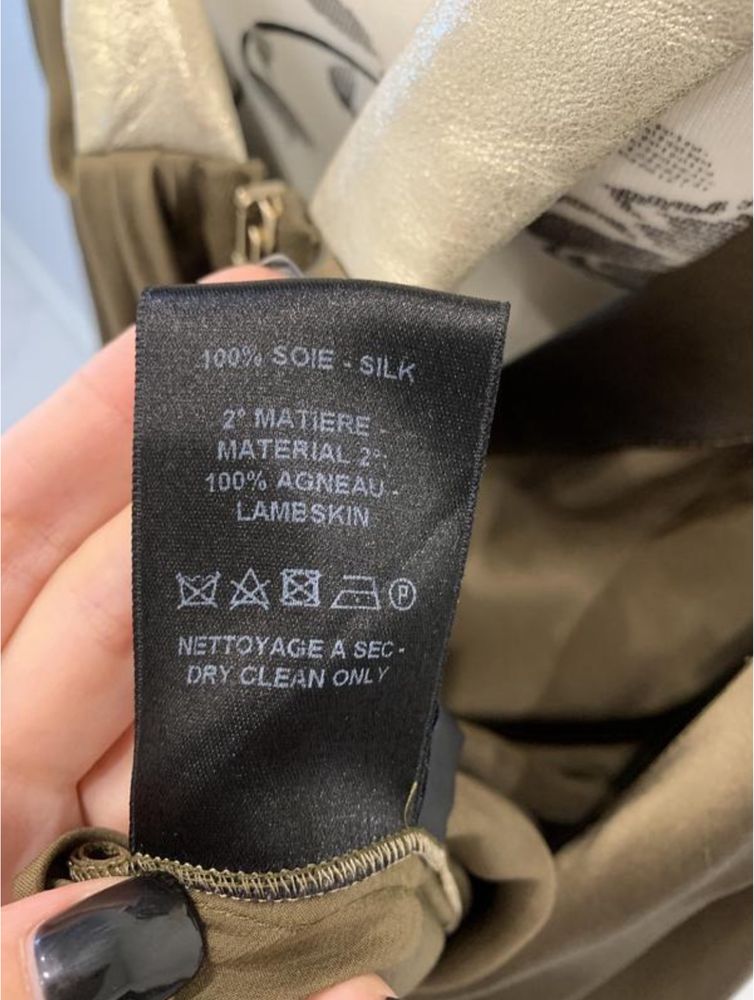 100% SOIE - SILK
2° MATIERE -
MATERIAL 2°:
100% AGNEAU -
LAMBSKIN
P
NETTOYAGE A SEC -
DRY CLEAN ONLY